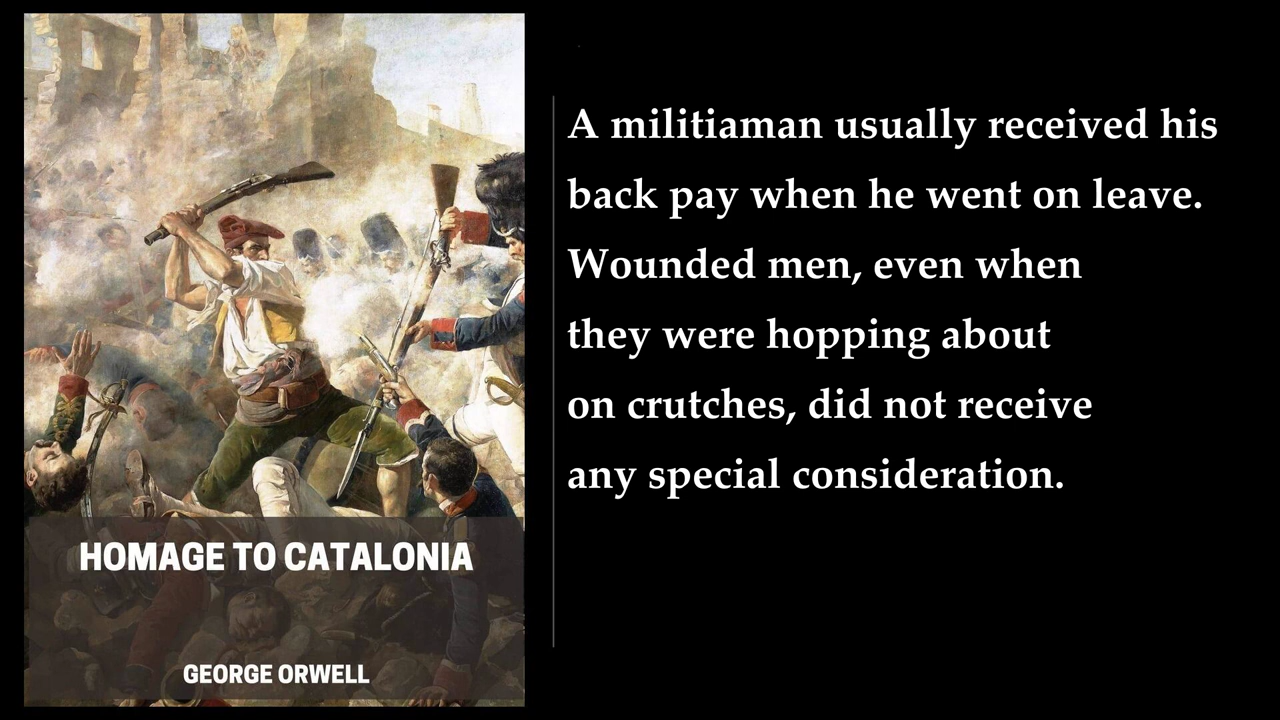 A militiaman usually received his
back pay when he went on leave.
Wounded men, even when
they were hopping about
on crutches, did not receive
any special consideration.
HOMAGE TO CATALONIA
GEORGE ORWELL